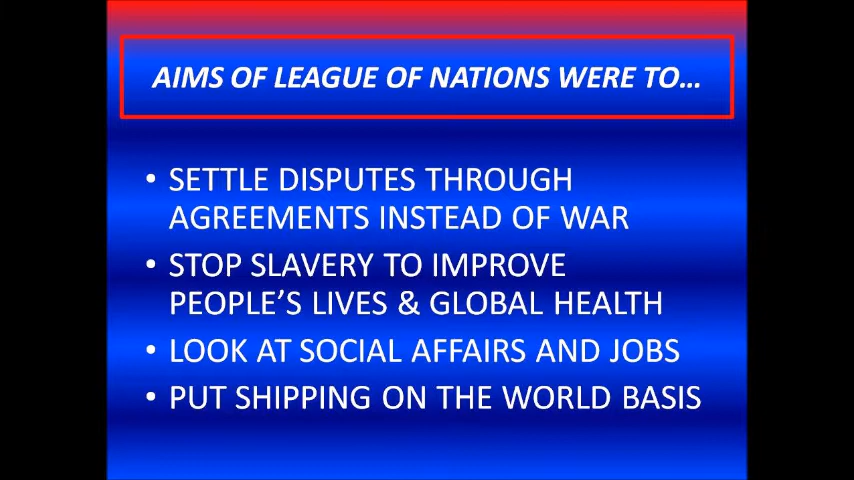 AIMS OF LEAGUE OF NATIONS WERE TO…
• SETTLE DISPUTES THROUGH
AGREEMENTS INSTEAD OF WAR
• STOP SLAVERY TO IMPROVE
PEOPLE’S LIVES & GLOBAL HEALTH
• LOOK AT SOCIAL AFFAIRS AND JOBS
• PUT SHIPPING ON THE WORLD BASIS